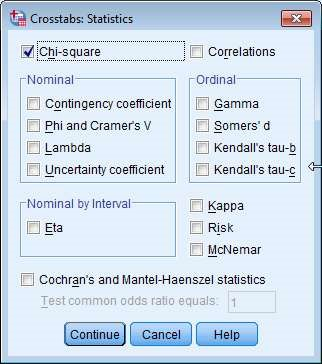 Crosstabs: Statistics
Chi-square
Correlations
Nominal
Ordinal
Contingency coefficient
Gamma
Phi and Cramer's V
Somers' d
Lambda
Kendall's tau-b
Uncertainty coefficient
Kendall's tau-c
Nominal by Interval
Kappa
Eta
Risk
McNemar
Cochran's and Mantel-Haenszel statistics
Test common odds ratio equals: 1
Continue Cancel Help